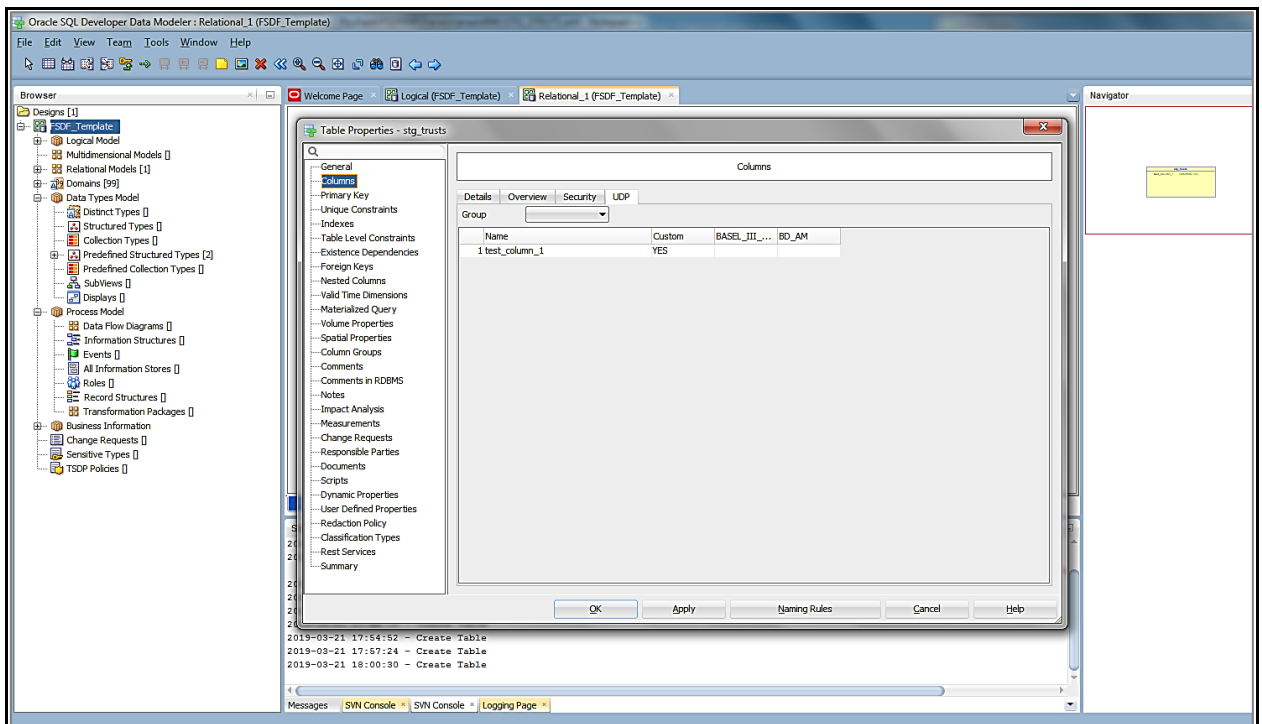 Oracle SQL Developer Data Modeler : Relational_1 (FSDF_Template)
File Edit View Team Tools Window Help
Browser
Designs [1]
FSDF_Template
Logical Model
Multidimensional Models []
Relational Models [1]
Domains [99]
Data Types Model
Distinct Types []
Structured Types []
Collection Types []
Predefined Structured Types [2]
Predefined Collection Types []
SubViews []
Displays []
Process Model
Data Flow Diagrams []
Information Structures []
Events []
All Information Stores []
Roles []
Record Structures []
Transformation Packages []
Business Information
Change Requests []
Sensitive Types []
TSDP Policies []
Welcome Page Logical (FSDF_Template) Relational_1 (FSDF_Template)
Table Properties - stg_trusts
General
Columns
Primary Key
Unique Constraints
Indexes
Table Level Constraints
Existence Dependencies
Foreign Keys
Nested Columns
Valid Time Dimensions
Materialized Query
Volume Properties
Spatial Properties
Column Groups
Comments
Comments in RDBMS
Notes
Impact Analysis
Measurements
Change Requests
Responsible Parties
Documents
Scripts
Dynamic Properties
User Defined Properties
Redaction Policy
Classification Types
Rest Services
Summary
Columns
Details Overview Security UDP
Group
Name Custom BASEL_III_... BD_AM
1 test_column_1 YES
OK Apply Naming Rules Cancel Help
2019-03-21 17:54:52 - Create Table
2019-03-21 17:57:24 - Create Table
2019-03-21 18:00:30 - Create Table
Messages SVN Console SVN Console Logging Page
Navigator